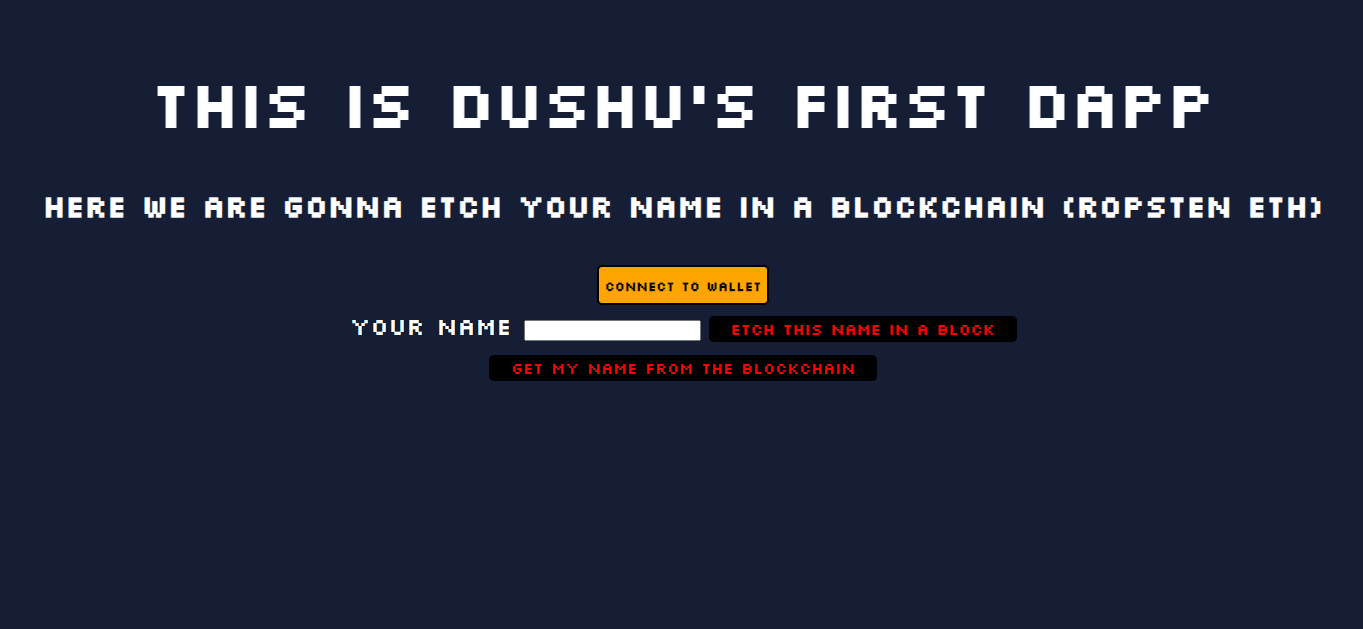 THIS IS DUSHU'S FIRST DAPP
HERE WE ARE GONNA ETCH YOUR NAME IN A BLOCKCHAIN (ROPSTEN ETH)
CONNECT TO WALLET
YOUR NAME ETCH THIS NAME IN A BLOCK
GET MY NAME FROM THE BLOCKCHAIN